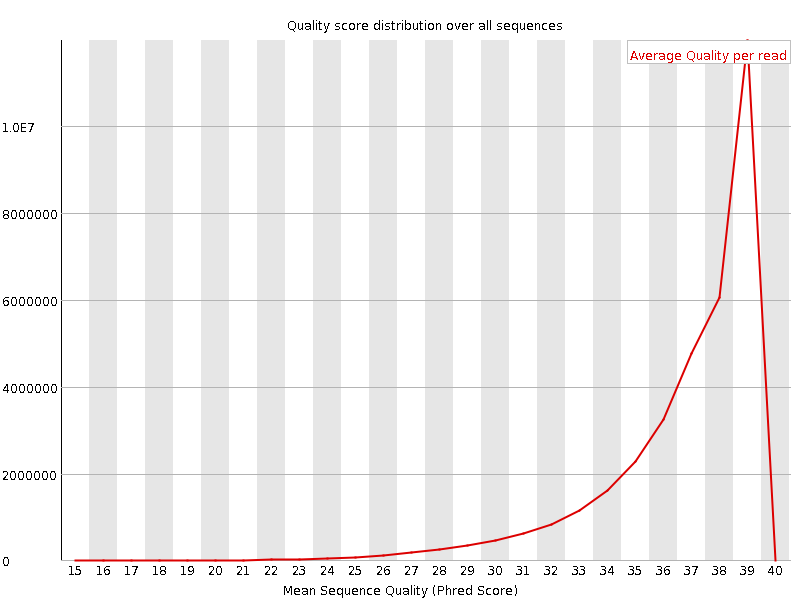 Quality score distribution over all sequences
Average Quality per read
1.0E7
8000000
6000000
4000000
2000000
0
15 16 17 18 19 20 21 22 23 24 25 26 27 28 29 30 31 32 33 34 35 36 37 38 39 40
Mean Sequence Quality (Phred Score)